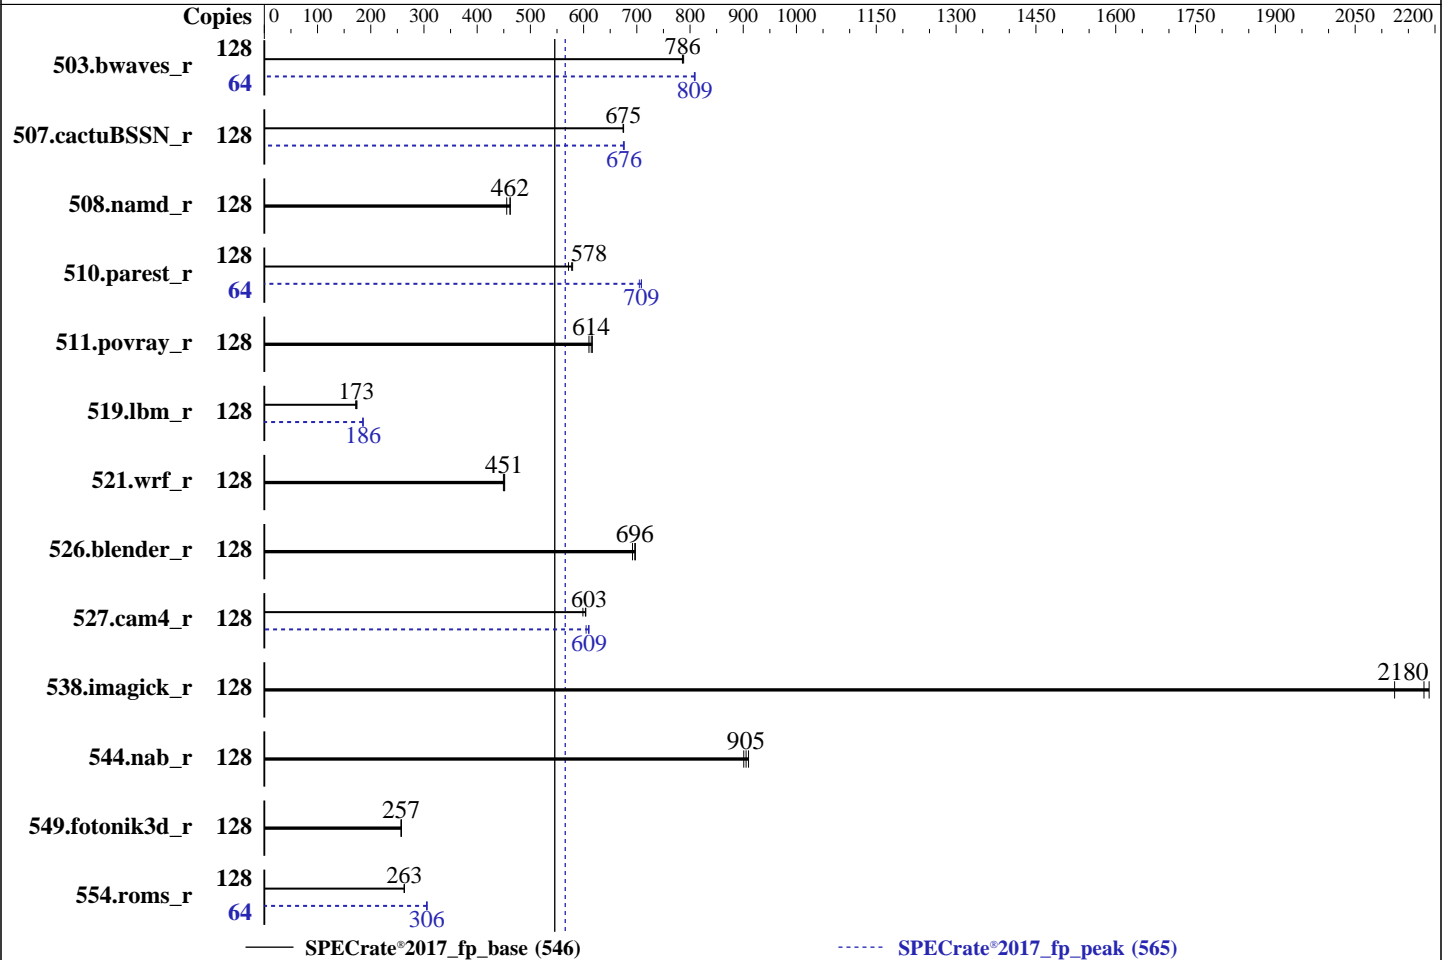 Copies 0 100 200 300 400 500 600 700 800 900 1000 1150 1300 1450 1600 1750 1900 2050 2200
503.bwaves_r 128 786
64 809
507.cactuBSSN_r 128 675
676
508.namd_r 128 462
510.parest_r 128 578
64 709
511.povray_r 128 614
519.lbm_r 128 173
186
521.wrf_r 128 451
526.blender_r 128 696
527.cam4_r 128 603
609
538.imagick_r 128 2180
544.nab_r 128 905
549.fotonik3d_r 128 257
554.roms_r 128 263
64 306
SPECrate®2017_fp_base (546) SPECrate®2017_fp_peak (565)